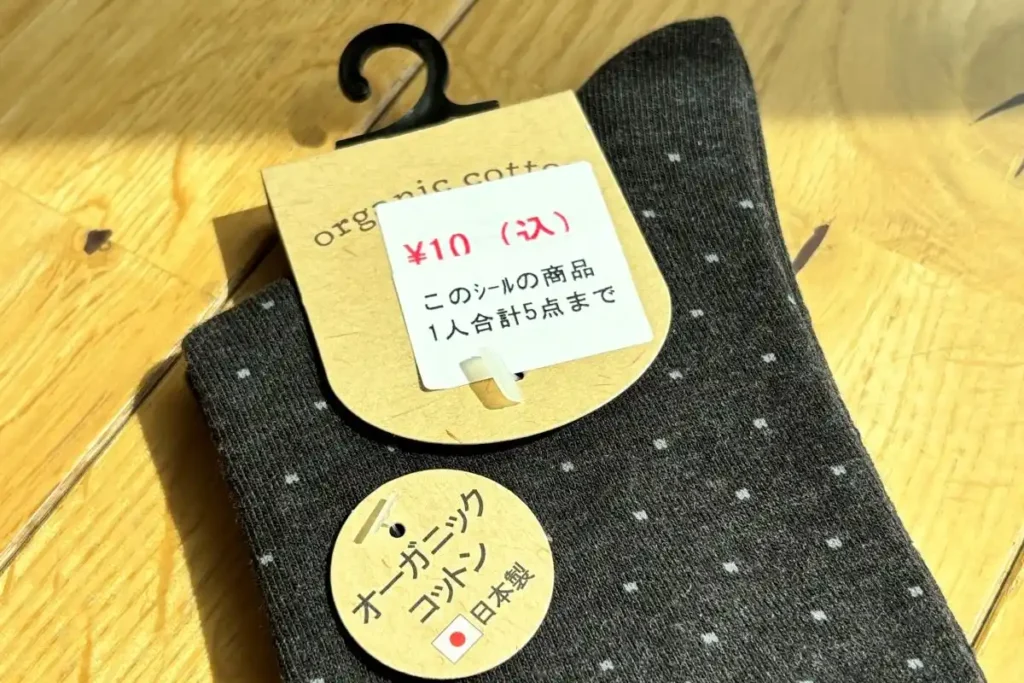 organic cotto
¥10 (込)
このｼｰﾙの商品
1人合計5点まで
オーガニック
コットン
日本製